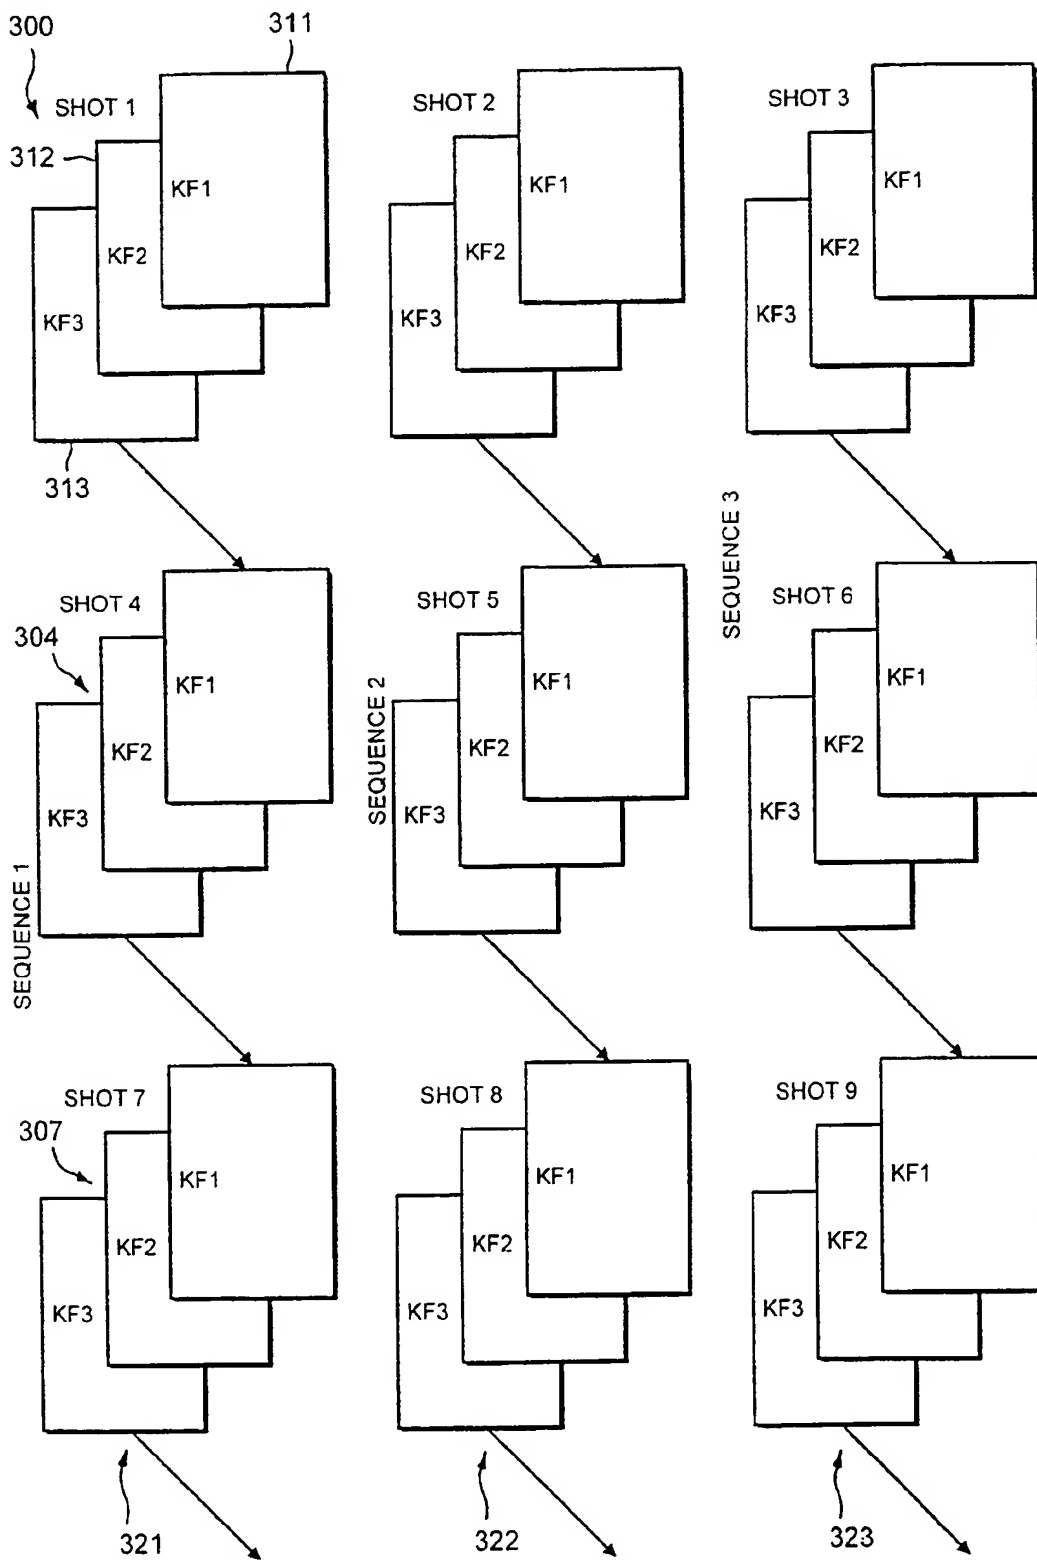 300
311
SHOT 1
SHOT 2
SHOT 3
312
KF1
KF1
KF1
KF2
KF2
KF2
KF3
KF3
KF3
313
SEQUENCE 3
SHOT 4
SHOT 5
SHOT 6
304
KF1
KF1
KF1
SEQUENCE 2
KF2
KF2
KF2
KF3
KF3
KF3
SEQUENCE 1
SHOT 7
SHOT 8
SHOT 9
307
KF1
KF1
KF1
KF2
KF2
KF2
KF3
KF3
KF3
321
322
323